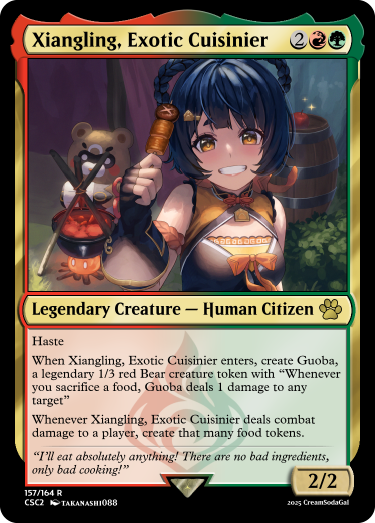 Xiangling, Exotic Cuisinier 2
Legendary Creature — Human Citizen
Haste
When Xiangling, Exotic Cuisinier enters, create Guoba,
a legendary 1/3 red Bear creature token with “Whenever
you sacrifice a food, Guoba deals 1 damage to any
target”
Whenever Xiangling, Exotic Cuisinier deals combat
damage to a player, create that many food tokens.
“I’ll eat absolutely anything! There are no bad ingredients,
only bad cooking!”
2/2
157/164 R
CSC2 TAKANASHI088
2025 CreamSodaGal